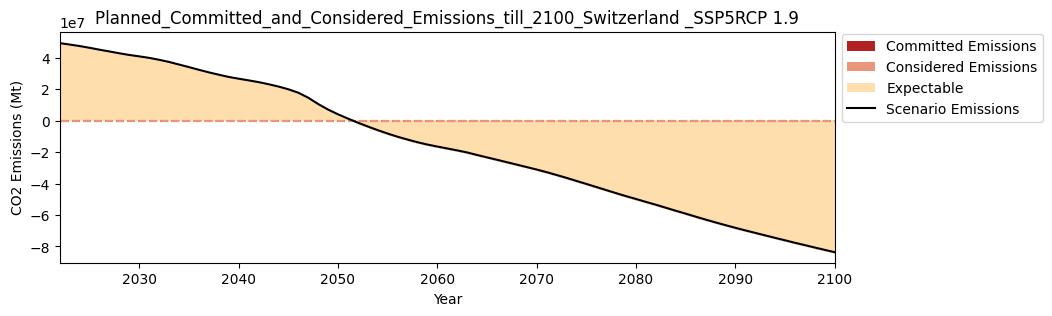 Planned_Committed_and_Considered_Emissions_till_2100_Switzerland _SSP5RCP 1.9
1e7
4
2
0
−2
−4
−6
−8
CO2 Emissions (Mt)
2030 2040 2050 2060 2070 2080 2090 2100
Year
Committed Emissions
Considered Emissions
Expectable
Scenario Emissions